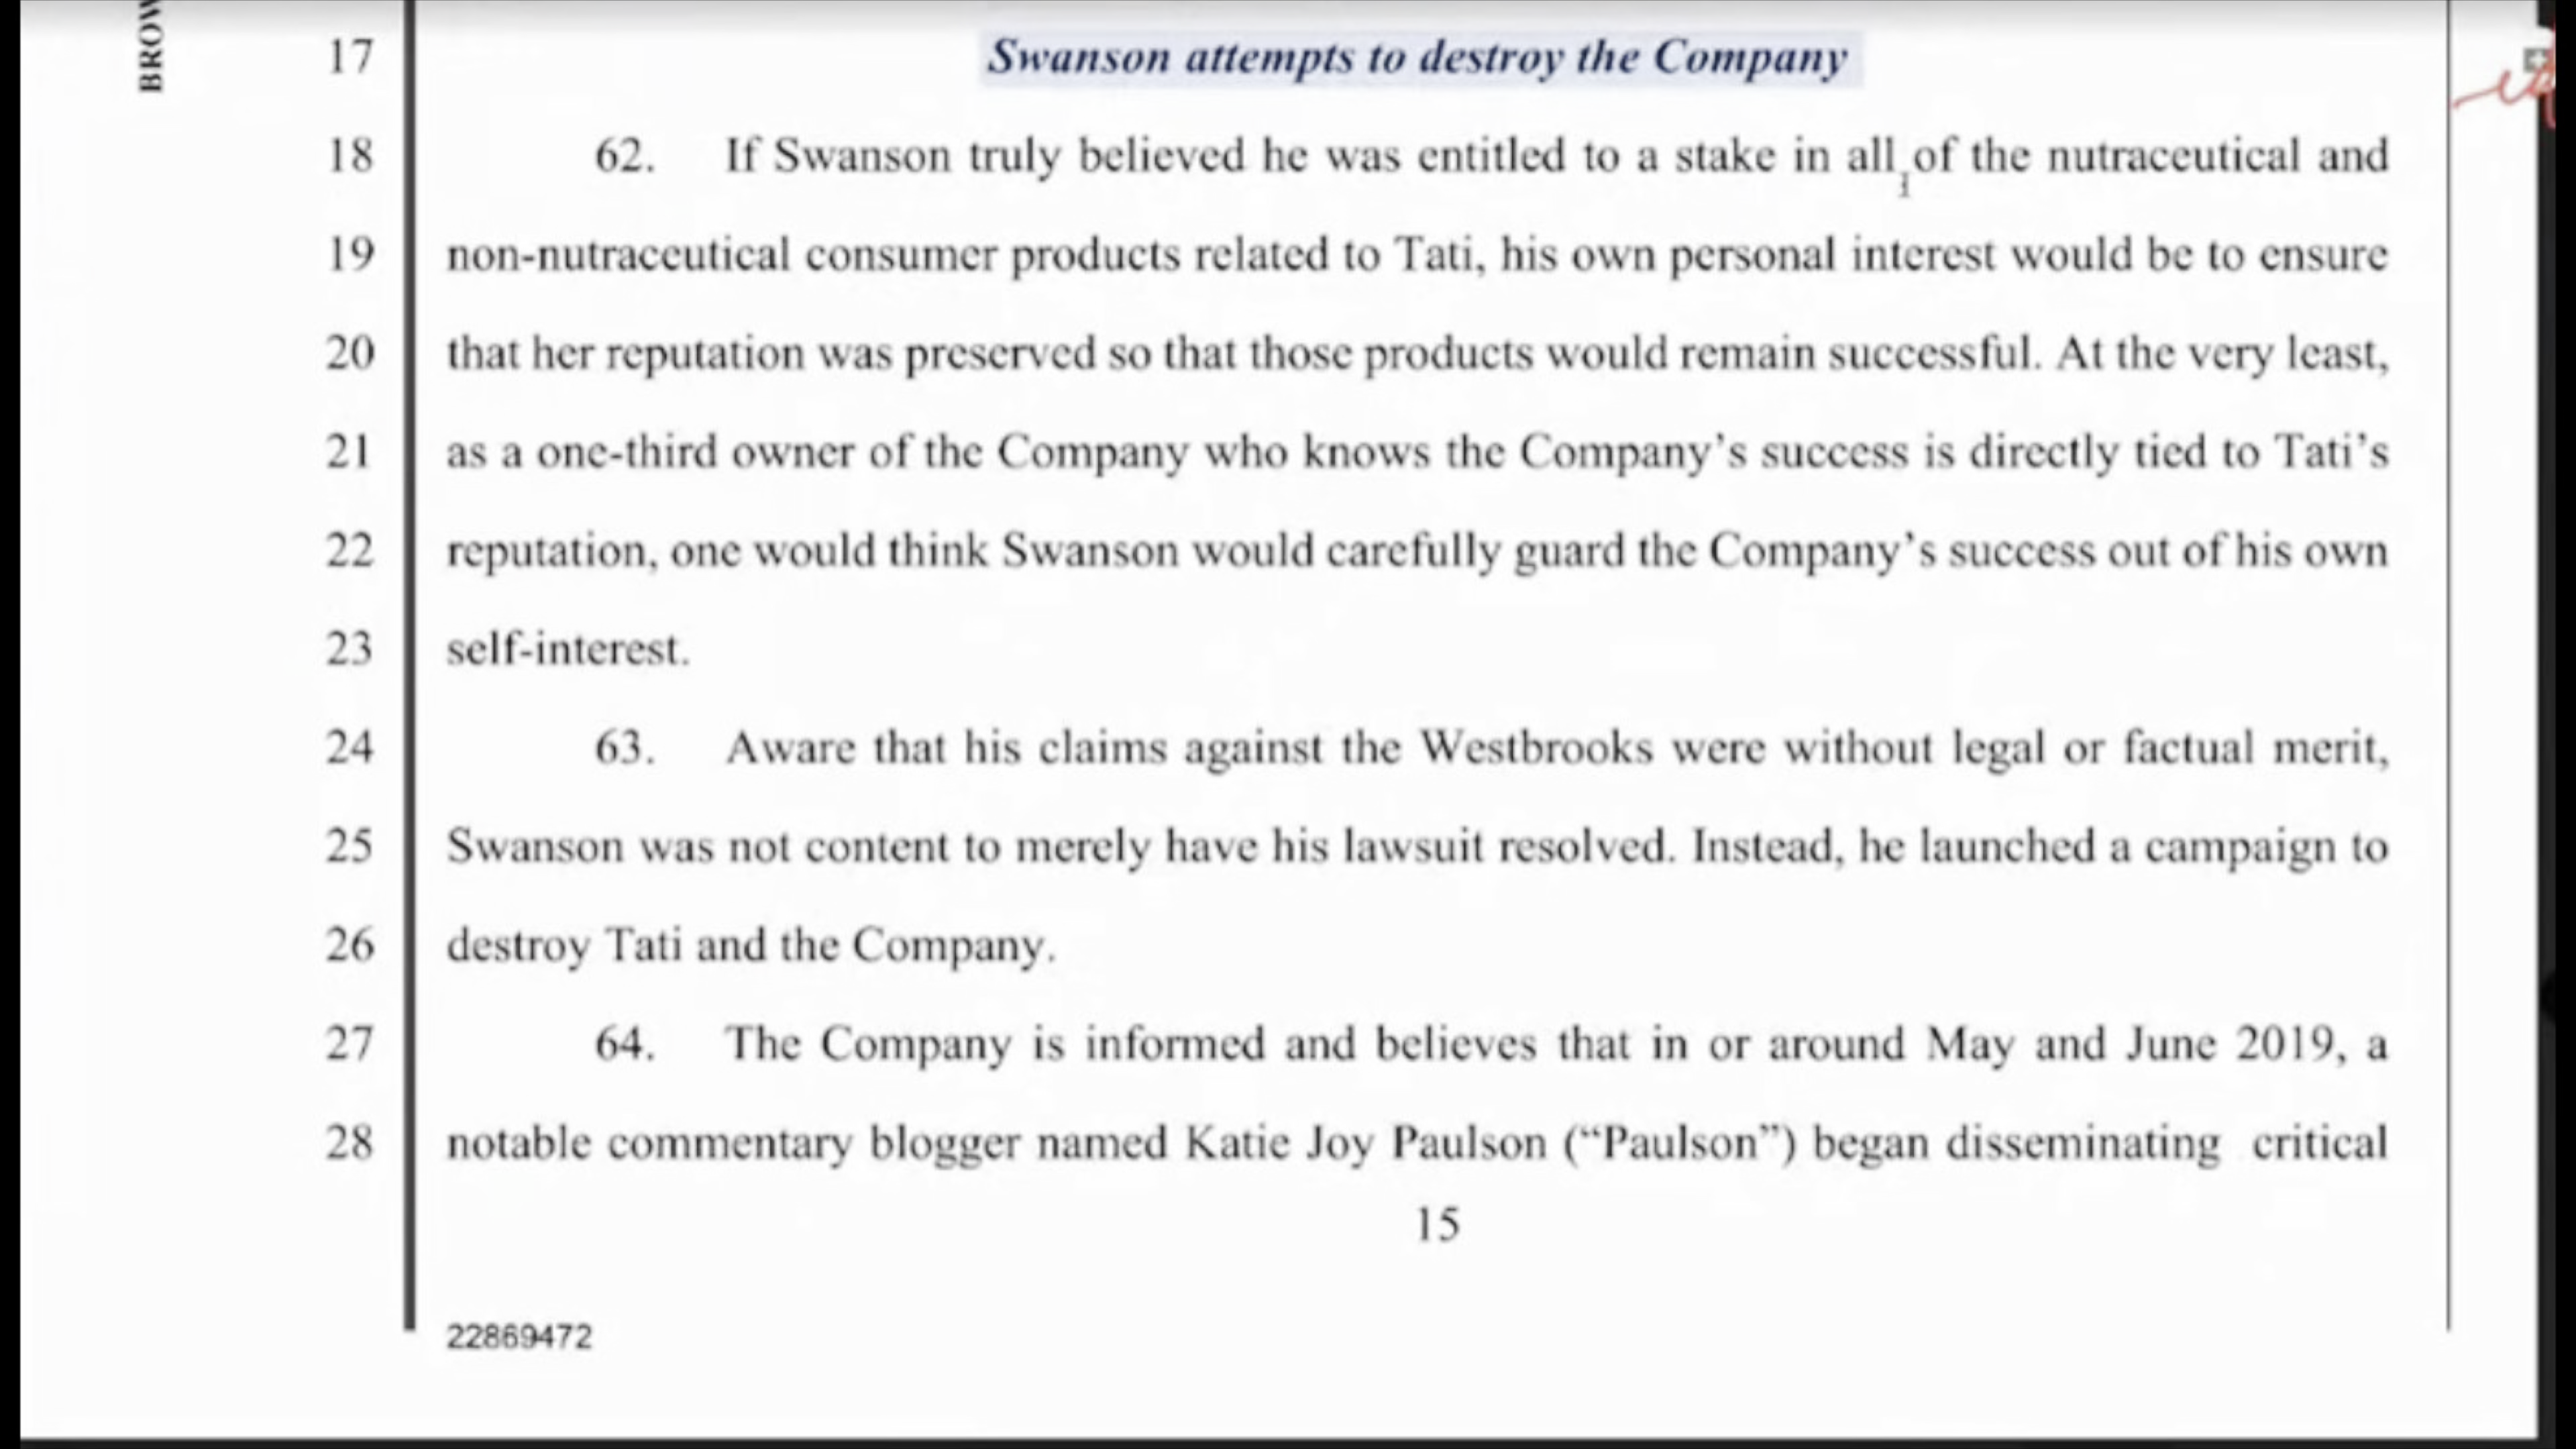 17 Swanson attempts to destroy the Company
18 62. If Swanson truly believed he was entitled to a stake in all of the nutraceutical and
19 non-nutraceutical consumer products related to Tati, his own personal interest would be to ensure
20 that her reputation was preserved so that those products would remain successful. At the very least,
21 as a one-third owner of the Company who knows the Company’s success is directly tied to Tati’s
22 reputation, one would think Swanson would carefully guard the Company’s success out of his own
23 self-interest.
24 63. Aware that his claims against the Westbrooks were without legal or factual merit,
25 Swanson was not content to merely have his lawsuit resolved. Instead, he launched a campaign to
26 destroy Tati and the Company.
27 64. The Company is informed and believes that in or around May and June 2019, a
28 notable commentary blogger named Katie Joy Paulson (“Paulson”) began disseminating critical
15
22869472